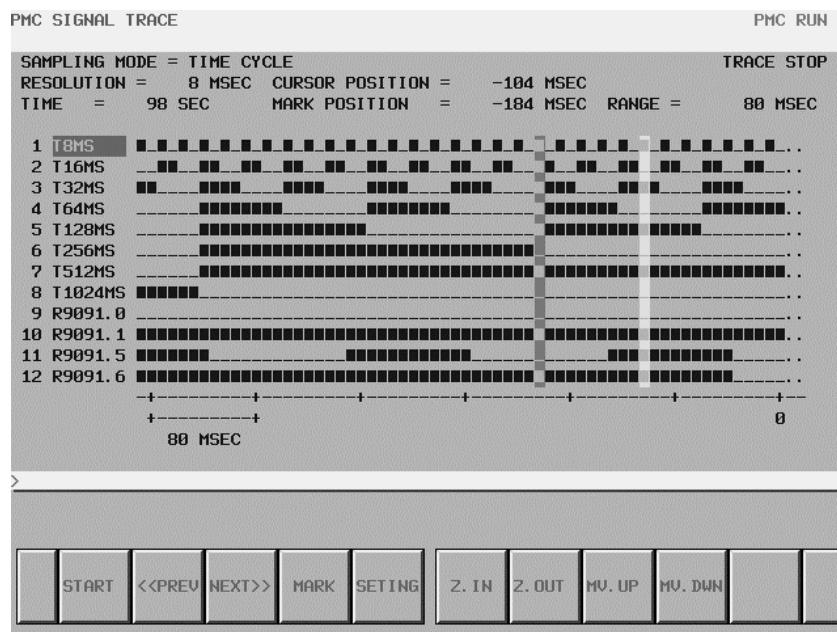 PMC SIGNAL TRACE PMC RUN
SAMPLING MODE = TIME CYCLE TRACE STOP
RESOLUTION = 8 MSEC CURSOR POSITION = -104 MSEC
TIME = 98 SEC MARK POSITION = -184 MSEC RANGE = 80 MSEC
1 T8MS
2 T16MS
3 T32MS
4 T64MS
5 T128MS
6 T256MS
7 T512MS
8 T1024MS
9 R9091.0
10 R9091.1
11 R9091.5
12 R9091.6
0
80 MSEC
>
START <<PREV NEXT>> MARK SETING Z.IN Z.OUT MV.UP MV.DWN